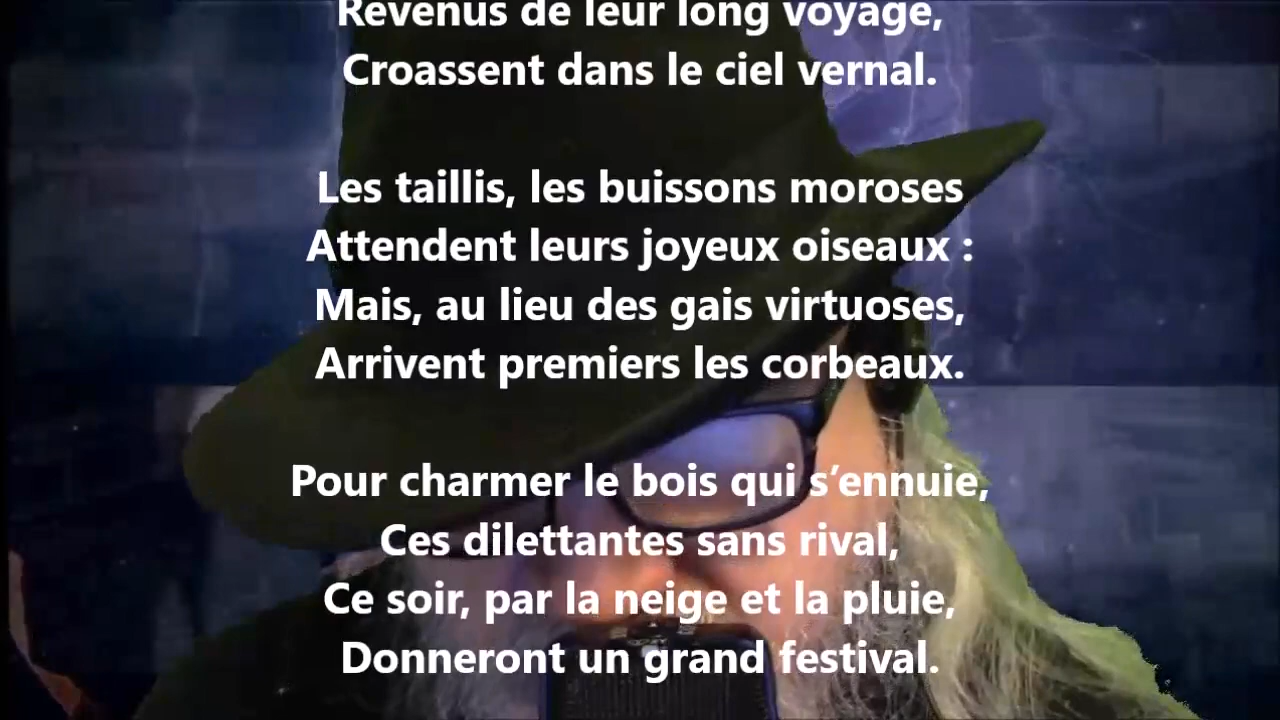 Revenus de leur long voyage,
Croassent dans le ciel vernal.
Les taillis, les buissons moroses
Attendent leurs joyeux oiseaux :
Mais, au lieu des gais virtuoses,
Arrivent premiers les corbeaux.
Pour charmer le bois qui s’ennuie,
Ces dilettantes sans rival,
Ce soir, par la neige et la pluie,
Donneront un grand festival.